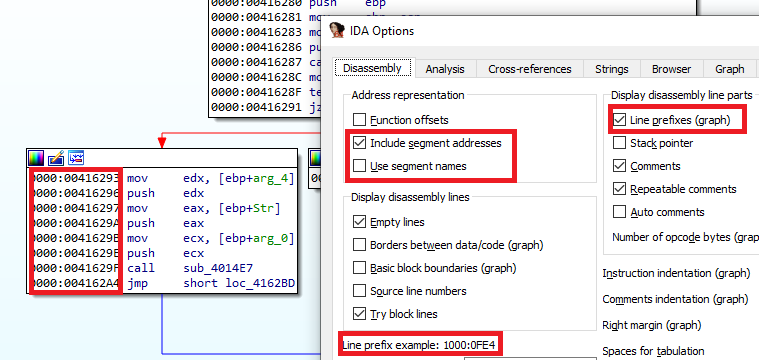 0000:00416280 push ebp
0000:00416281
0000:00416283 mo
0000:00416286 pu
0000:00416287 ca
0000:0041628C mo
0000:0041628F te
0000:00416291 jz
0000:00416293 mov edx, [ebp+arg_4]
0000:00416296 push edx
0000:00416297 mov eax, [ebp+Str]
0000:0041629A push eax
0000:0041629B mov ecx, [ebp+arg_0]
0000:0041629E push ecx
0000:0041629F call sub_4014E7
0000:004162A4 jmp short loc_4162BD
IDA Options
Disassembly Analysis Cross-references Strings Browser Graph
Address representation
Function offsets
Include segment addresses
Use segment names
Display disassembly lines
Empty lines
Borders between data/code (graph)
Basic block boundaries (graph)
Source line numbers
Try block lines
Line prefix example: 1000:0FE4
Display disassembly line parts
Line prefixes (graph)
Stack pointer
Comments
Repeatable comments
Auto comments
Number of opcode bytes (gra
Instruction indentation (graph)
Comments indentation (graph)
Right margin (graph)
Spaces for tabulation